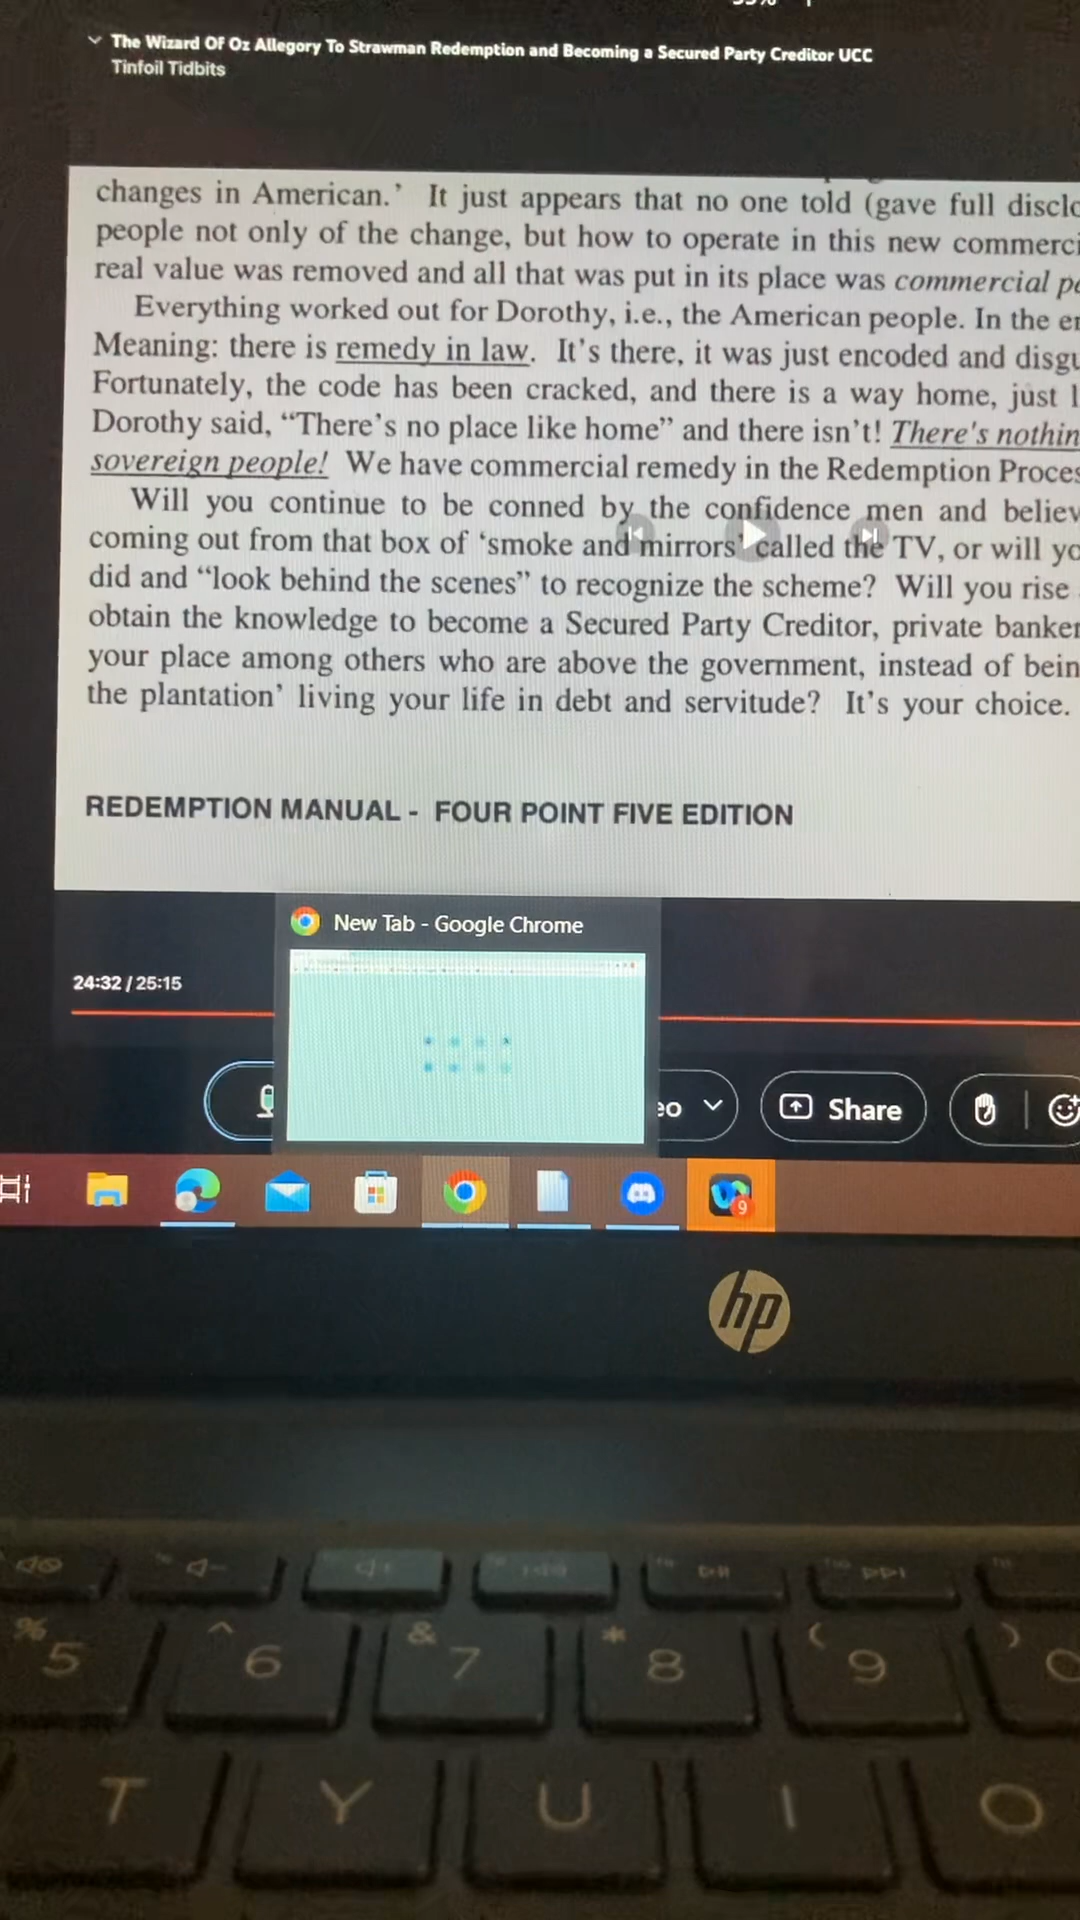 The Wizard Of Oz Allegory To Strawman Redemption and Becoming a Secured Party Creditor UCC
Tinfoil Tidbits
changes in American.’ It just appears that no one told (gave full
people not only of the change, but how to operate in this new
real value was removed and all that was put in its place was commercial
Everything worked out for Dorothy, i.e., the American people. In the
Meaning: there is remedy in law. It’s there, it was just encoded and
Fortunately, the code has been cracked, and there is a way home, just
Dorothy said, “There’s no place like home” and there isn’t! There's
sovereign people! We have commercial remedy in the Redemption
Will you continue to be conned by the confidence men and
coming out from that box of ‘smoke and mirrors’ called the TV, or will
did and “look behind the scenes” to recognize the scheme? Will you rise
obtain the knowledge to become a Secured Party Creditor, private
your place among others who are above the government, instead of
the plantation’ living your life in debt and servitude? It’s your choice.
REDEMPTION MANUAL - FOUR POINT FIVE EDITION
New Tab - Google Chrome
24:32 / 25:15
eo
Share
9
hp
% 5 ^ 6 & 7 * 8 ( 9 )
T Y U I O